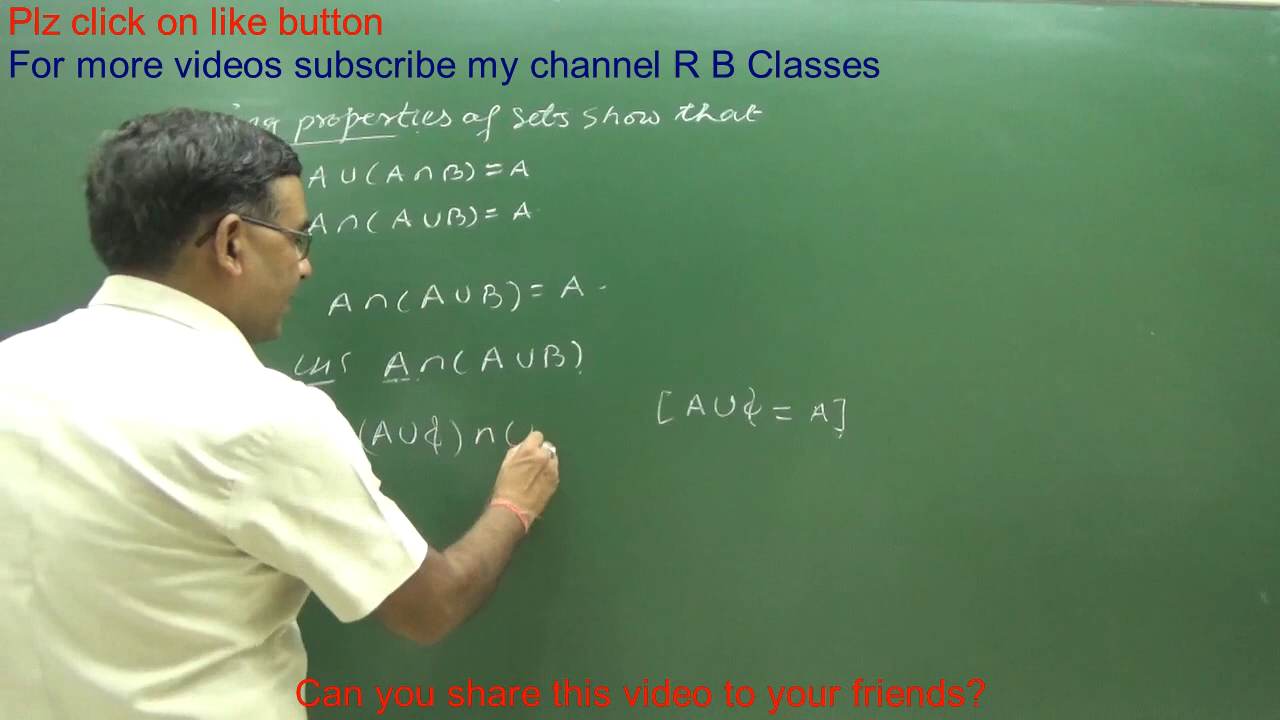 Plz click on like button
For more videos subscribe my channel R B Classes
properties of sets show that
A ∪ (A ∩ B) = A
A ∩ (A ∪ B) = A
A ∩ (A ∪ B) = A
LHS A ∩ (A ∪ B)
[A ∪ ϕ = A]
(A ∪ ϕ) ∩ (
Can you share this video to your friends?